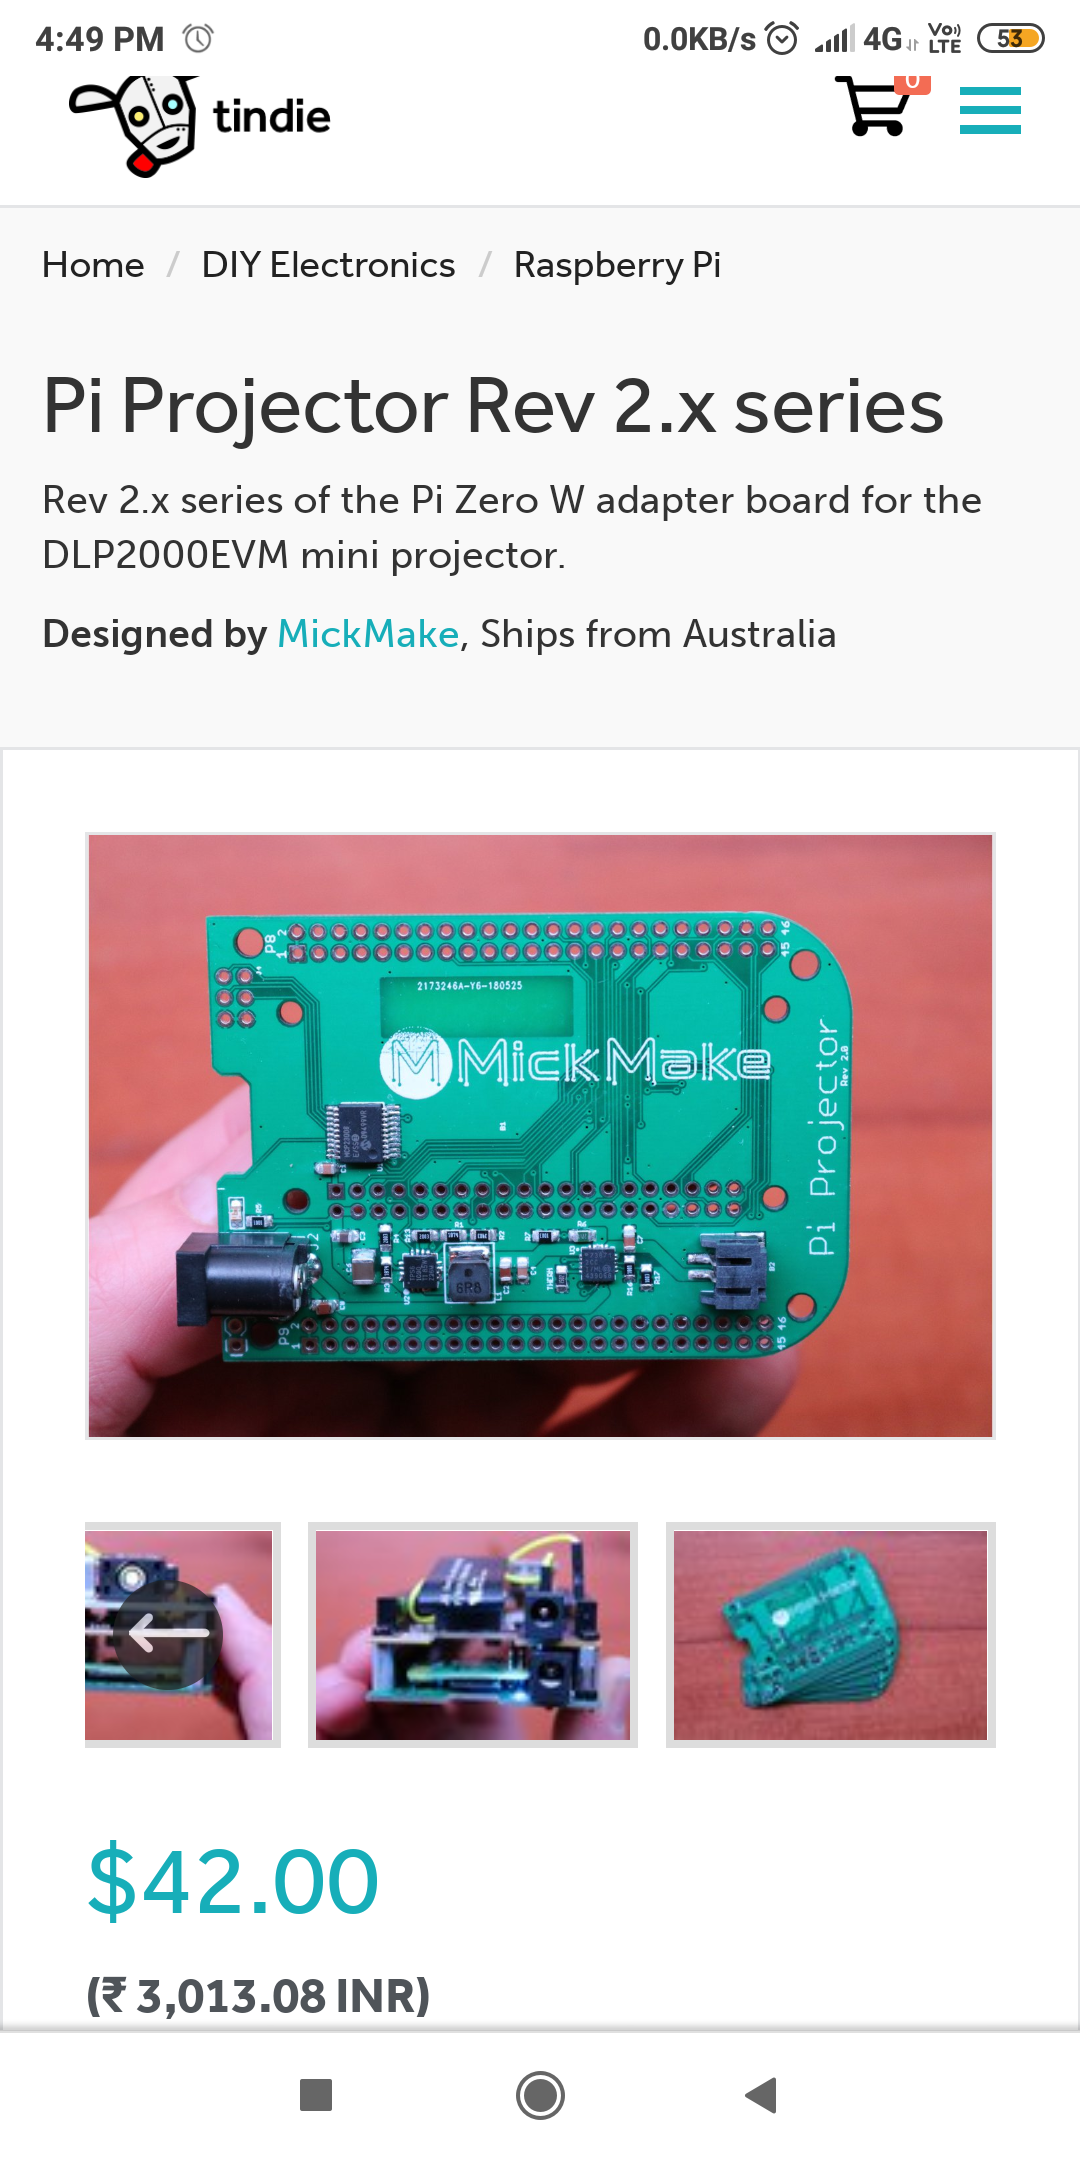 4:49 PM
0.0KB/s 4G Vo)) LTE 53
tindie
0
Home / DIY Electronics / Raspberry Pi
Pi Projector Rev 2.x series
Rev 2.x series of the Pi Zero W adapter board for the
DLP2000EVM mini projector.
Designed by MickMake, Ships from Australia
P8
1 2
45 46
2173246A-Y6-180525
M MickMake
Pi Projector
Rev 2.0
J2
6R8
P9
1 2
45 46
$42.00
(₹ 3,013.08 INR)